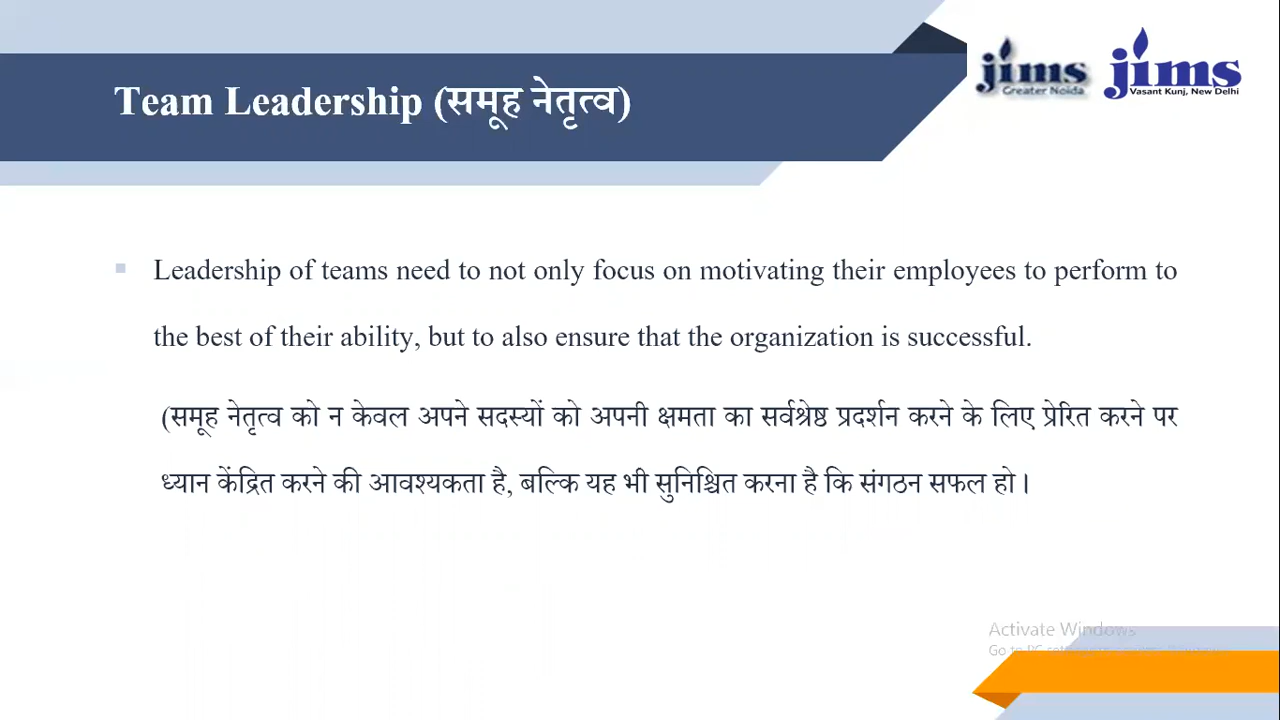 Team Leadership (समूह नेतृत्व)
jims
Greater Noida
jims
Vasant Kunj, New Delhi
Leadership of teams need to not only focus on motivating their employees to perform to
the best of their ability, but to also ensure that the organization is successful.
(समूह नेतृत्व को न केवल अपने सदस्यों को अपनी क्षमता का सर्वश्रेष्ठ प्रदर्शन करने के लिए प्रेरित करने पर
ध्यान केंद्रित करने की आवश्यकता है, बल्कि यह भी सुनिश्चित करना है कि संगठन सफल हो।
Activate Windows
Go to PC